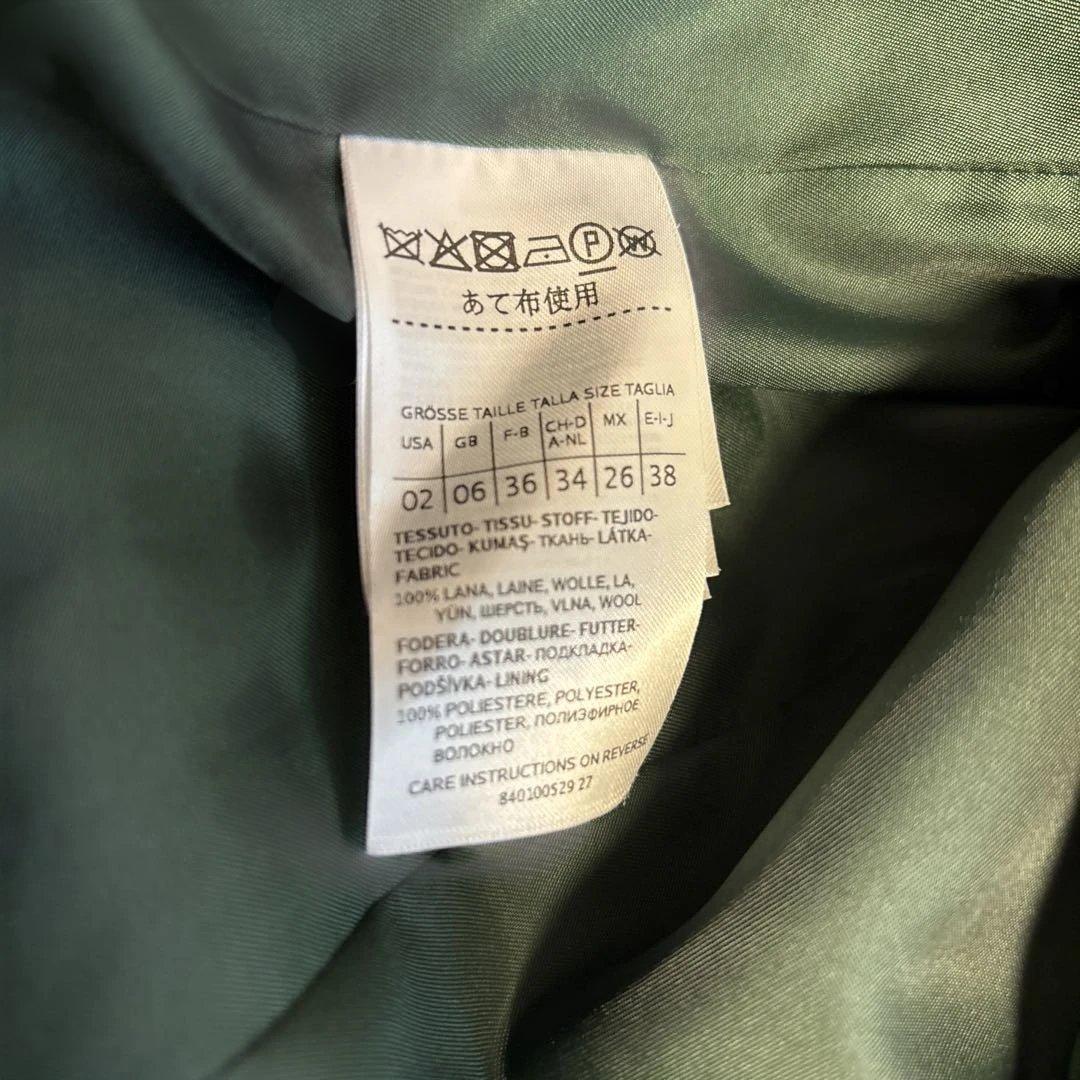 P W
あて布使用
GRÖSSE TAILLE TALLA SIZE TAGLIA
USA GB F-B CH-D A-NL MX E-I-J
02 06 36 34 26 38
TESSUTO- TISSU- STOFF- TEJIDO-
TECIDO- KUMAŞ- ТКАНЬ- LÁTKA-
FABRIC
100% LANA, LAINE, WOLLE, LA,
YÜN, ШЕРСТЬ, VLNA, WOOL
FODERA- DOUBLURE- FUTTER-
FORRO- ASTAR- ПОДКЛАДКА-
PODŠÍVKA- LINING
100% POLIESTERE, POLYESTER,
POLIESTER, ПОЛИЭФИРНОЕ
ВОЛОКНО
CARE INSTRUCTIONS ON REVERSE
840100529 27